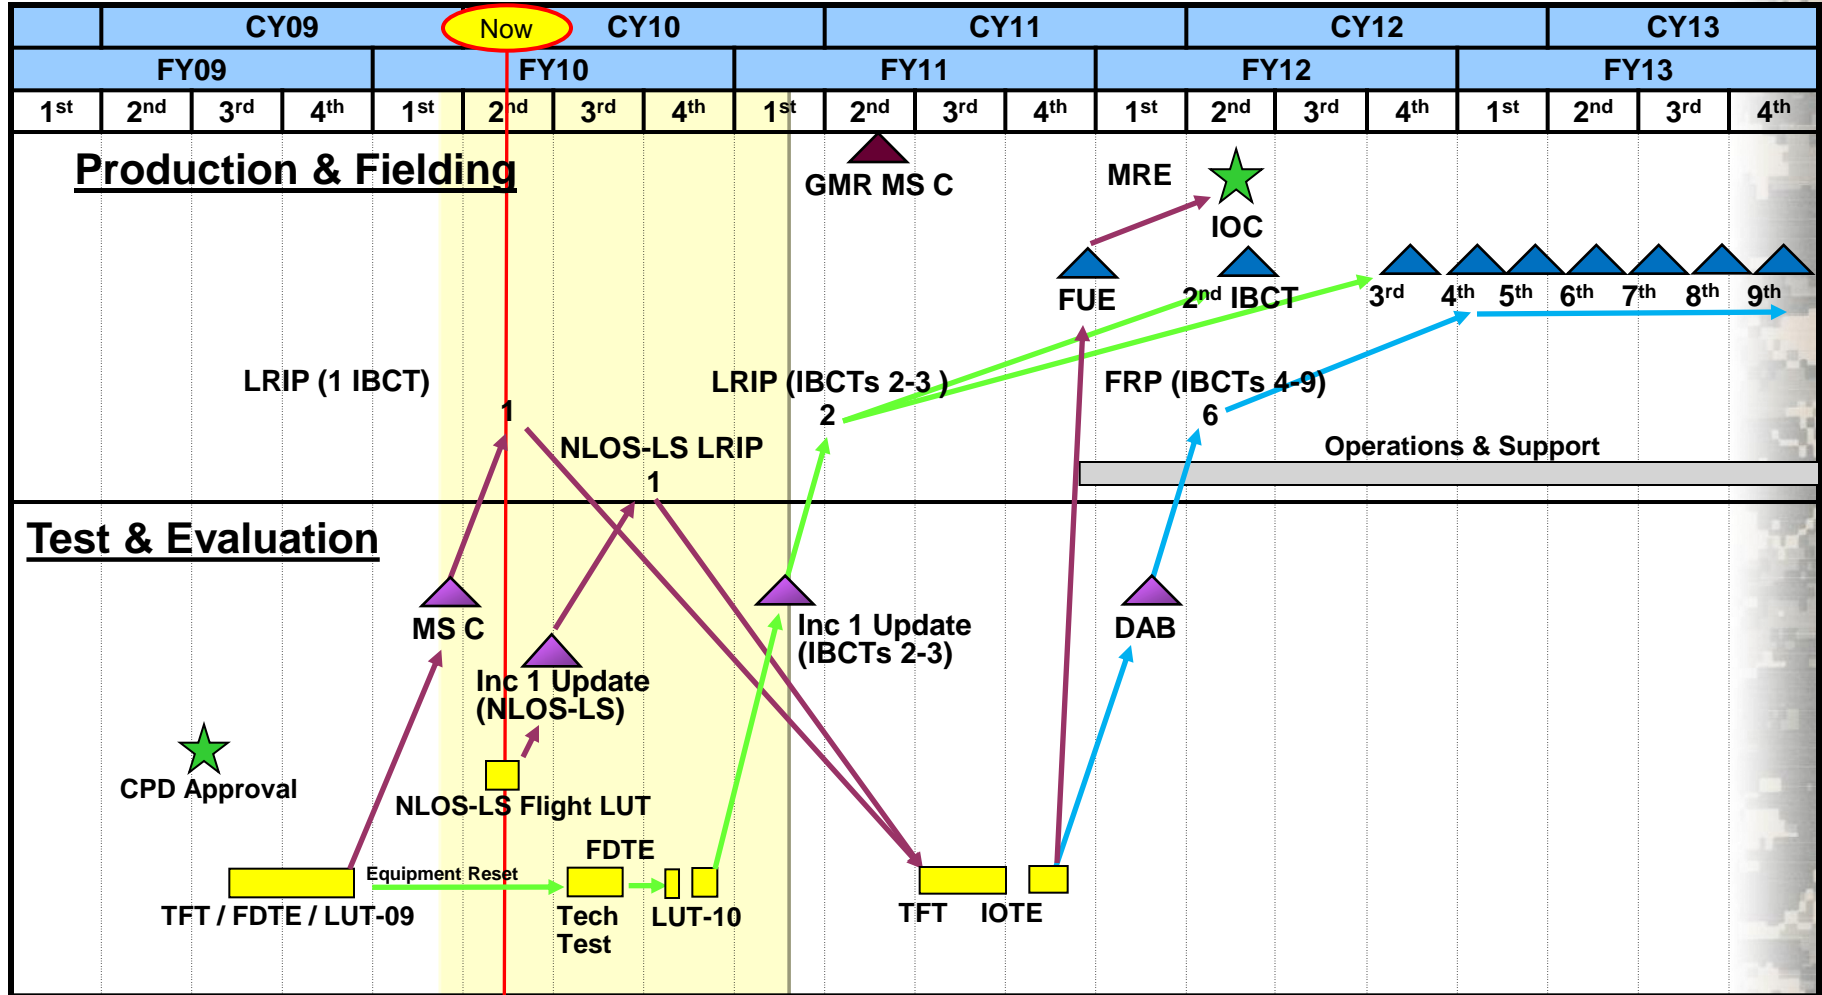 CY09 Now CY10 CY11 CY12 CY13
FY09 FY10 FY11 FY12 FY13
1st 2nd 3rd 4th 1st 2nd 3rd 4th 1st 2nd 3rd 4th 1st 2nd 3rd 4th 1st 2nd 3rd 4th
Production & Fielding
GMR MS C
MRE
IOC
FUE
2nd IBCT
3rd 4th 5th 6th 7th 8th 9th
LRIP (1 IBCT)
1
LRIP (IBCTs 2-3 )
2
FRP (IBCTs 4-9)
6
NLOS-LS LRIP
1
Operations & Support
Test & Evaluation
MS C
Inc 1 Update
(NLOS-LS)
Inc 1 Update
(IBCTs 2-3)
DAB
CPD Approval
NLOS-LS Flight LUT
FDTE
Equipment Reset
TFT / FDTE / LUT-09
Tech
Test
LUT-10
TFT
IOTE